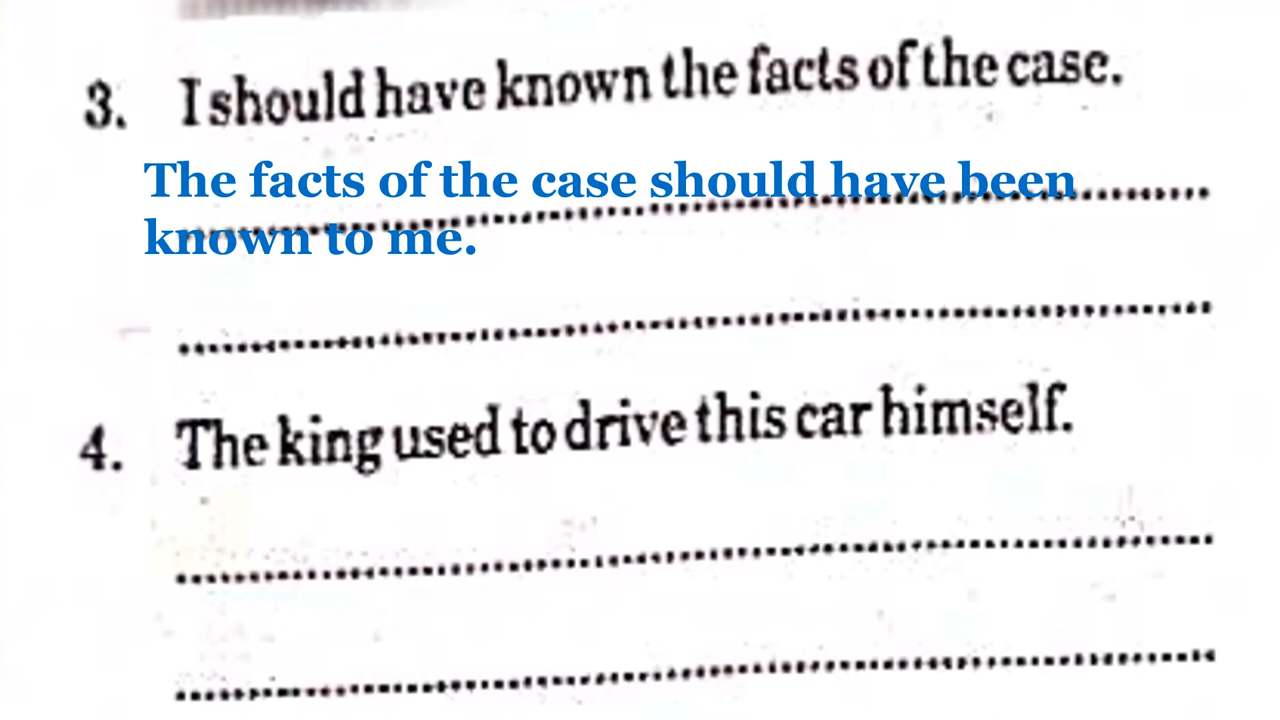 3. I should have known the facts of the case.
The facts of the case should have been
known to me.
4. The king used to drive this car himself.